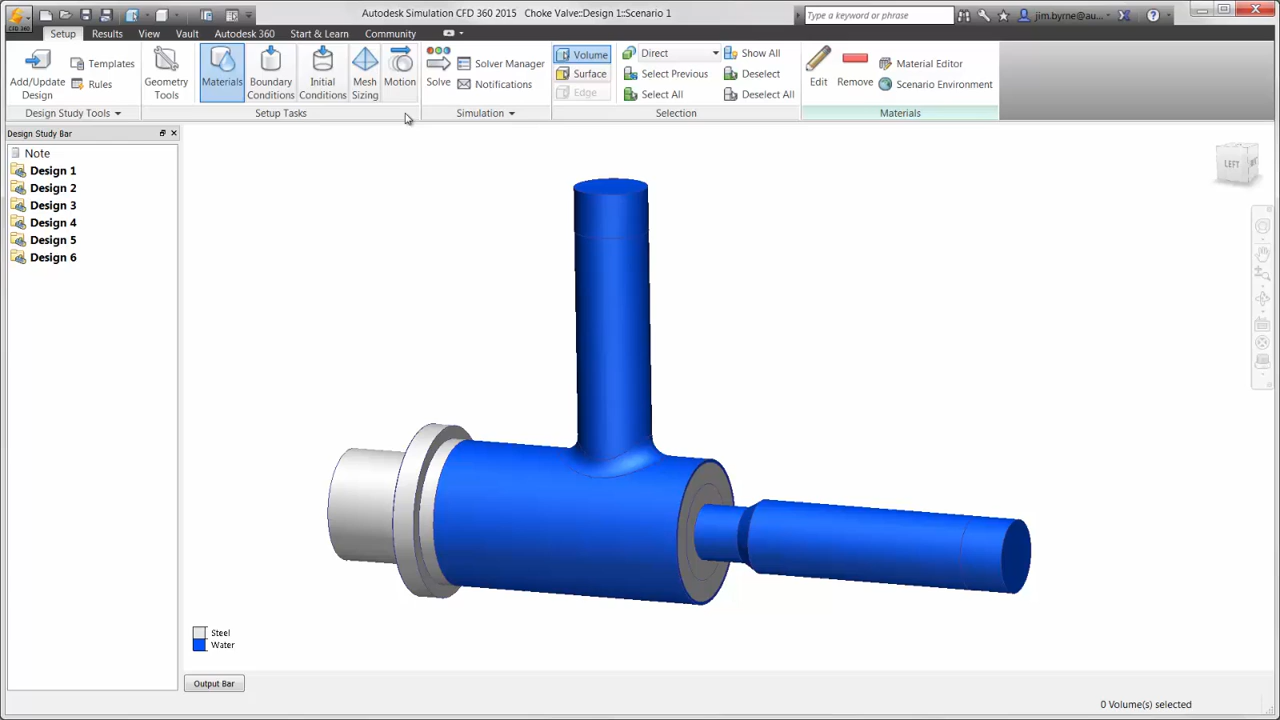 Autodesk Simulation CFD 360 2015 Choke Valve::Design 1::Scenario 1
Type a keyword or phrase
jim.byrne@au...
CFD 360
Setup Results View Vault Autodesk 360 Start & Learn Community
Add/Update Design
Templates
Rules
Design Study Tools
Geometry Tools
Materials
Boundary Conditions
Initial Conditions
Mesh Sizing
Motion
Setup Tasks
Solve
Solver Manager
Notifications
Simulation
Volume
Surface
Edge
Direct
Select Previous
Select All
Show All
Deselect
Deselect All
Selection
Edit
Remove
Material Editor
Scenario Environment
Materials
Design Study Bar
Note
Design 1
Design 2
Design 3
Design 4
Design 5
Design 6
LEFT
Steel
Water
Output Bar
0 Volume(s) selected